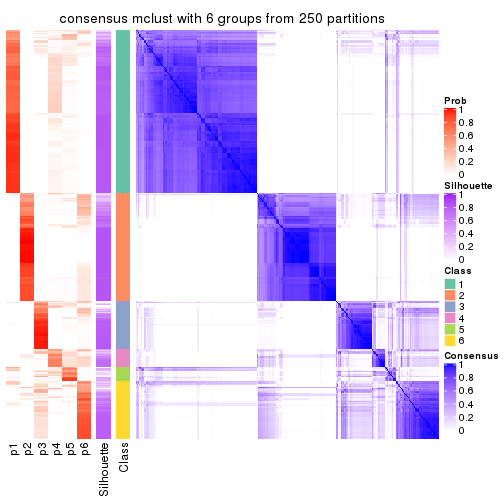 consensus mclust with 6 groups from 250 partitions
Prob
1
0.8
0.6
0.4
0.2
0
Silhouette
1
0.8
0.6
0.4
0.2
0
Class
1
2
3
4
5
6
Consensus
1
0.8
0.6
0.4
0.2
0
p1
p2
p3
p4
p5
p6
Silhouette
Class